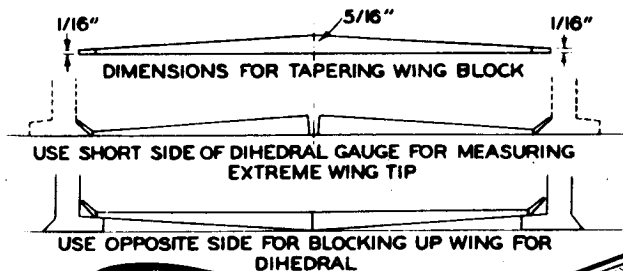 1/16" 5/16" 1/16"
DIMENSIONS FOR TAPERING WING BLOCK
USE SHORT SIDE OF DIHEDRAL GAUGE FOR MEASURING
EXTREME WING TIP
USE OPPOSITE SIDE FOR BLOCKING UP WING FOR
DIHEDRAL